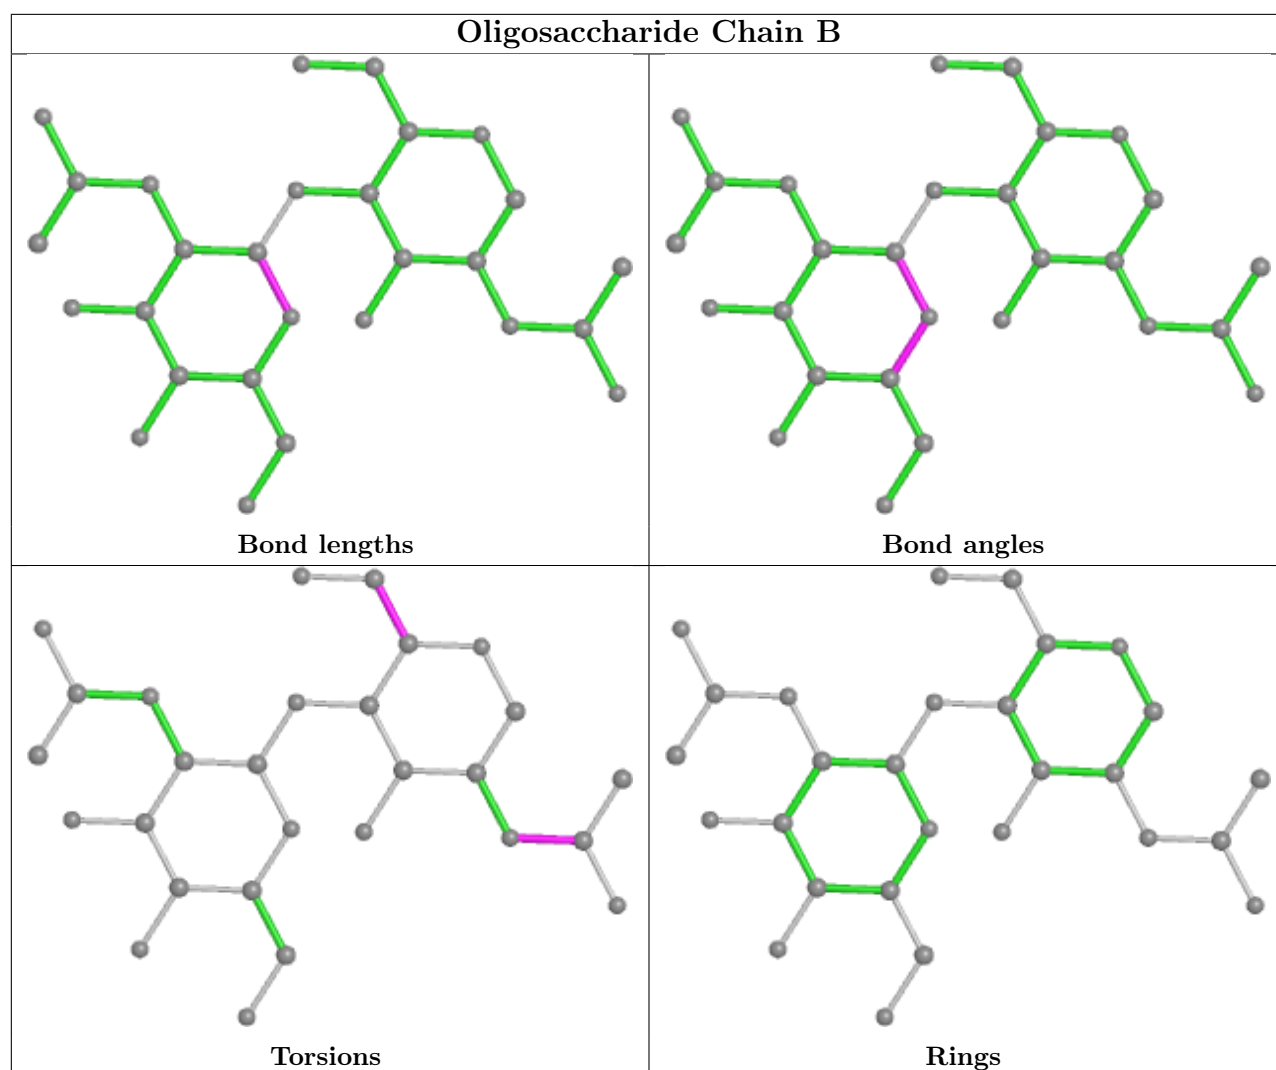 Oligosaccharide Chain B
Bond lengths
Bond angles
Torsions
Rings